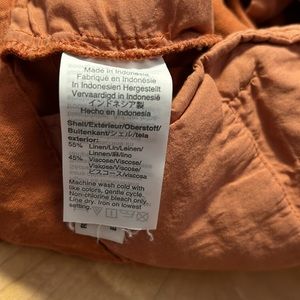 Made in Indonesia
Fabriqué en Indonésie
In Indonesien Hergestellt
Vervaardigd in Indonesië
インドネシア製
Hecho en Indonesia
Shell/Extérieur/Oberstoff/
Buitenkant/シェル/tela
exterior:
55% Linen/Lin/Leinen/
Linnen/麻/lino
45% Viscose/Viscose/
Viskose/Viscose/
ビスコース/viscosa
Machine wash cold with
like colors, gentle cycle.
Non-chlorine bleach only.
Line dry. Iron on lowest
setting.